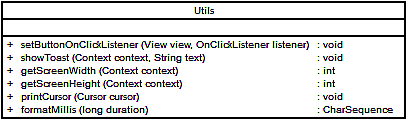 Utils
+ setButtonOnClickListener (View view, OnClickListener listener) : void
+ showToast (Context context, String text) : void
+ getScreenWidth (Context context) : int
+ getScreenHeight (Context context) : int
+ printCursor (Cursor cursor) : void
+ formatMillis (long duration) : CharSequence